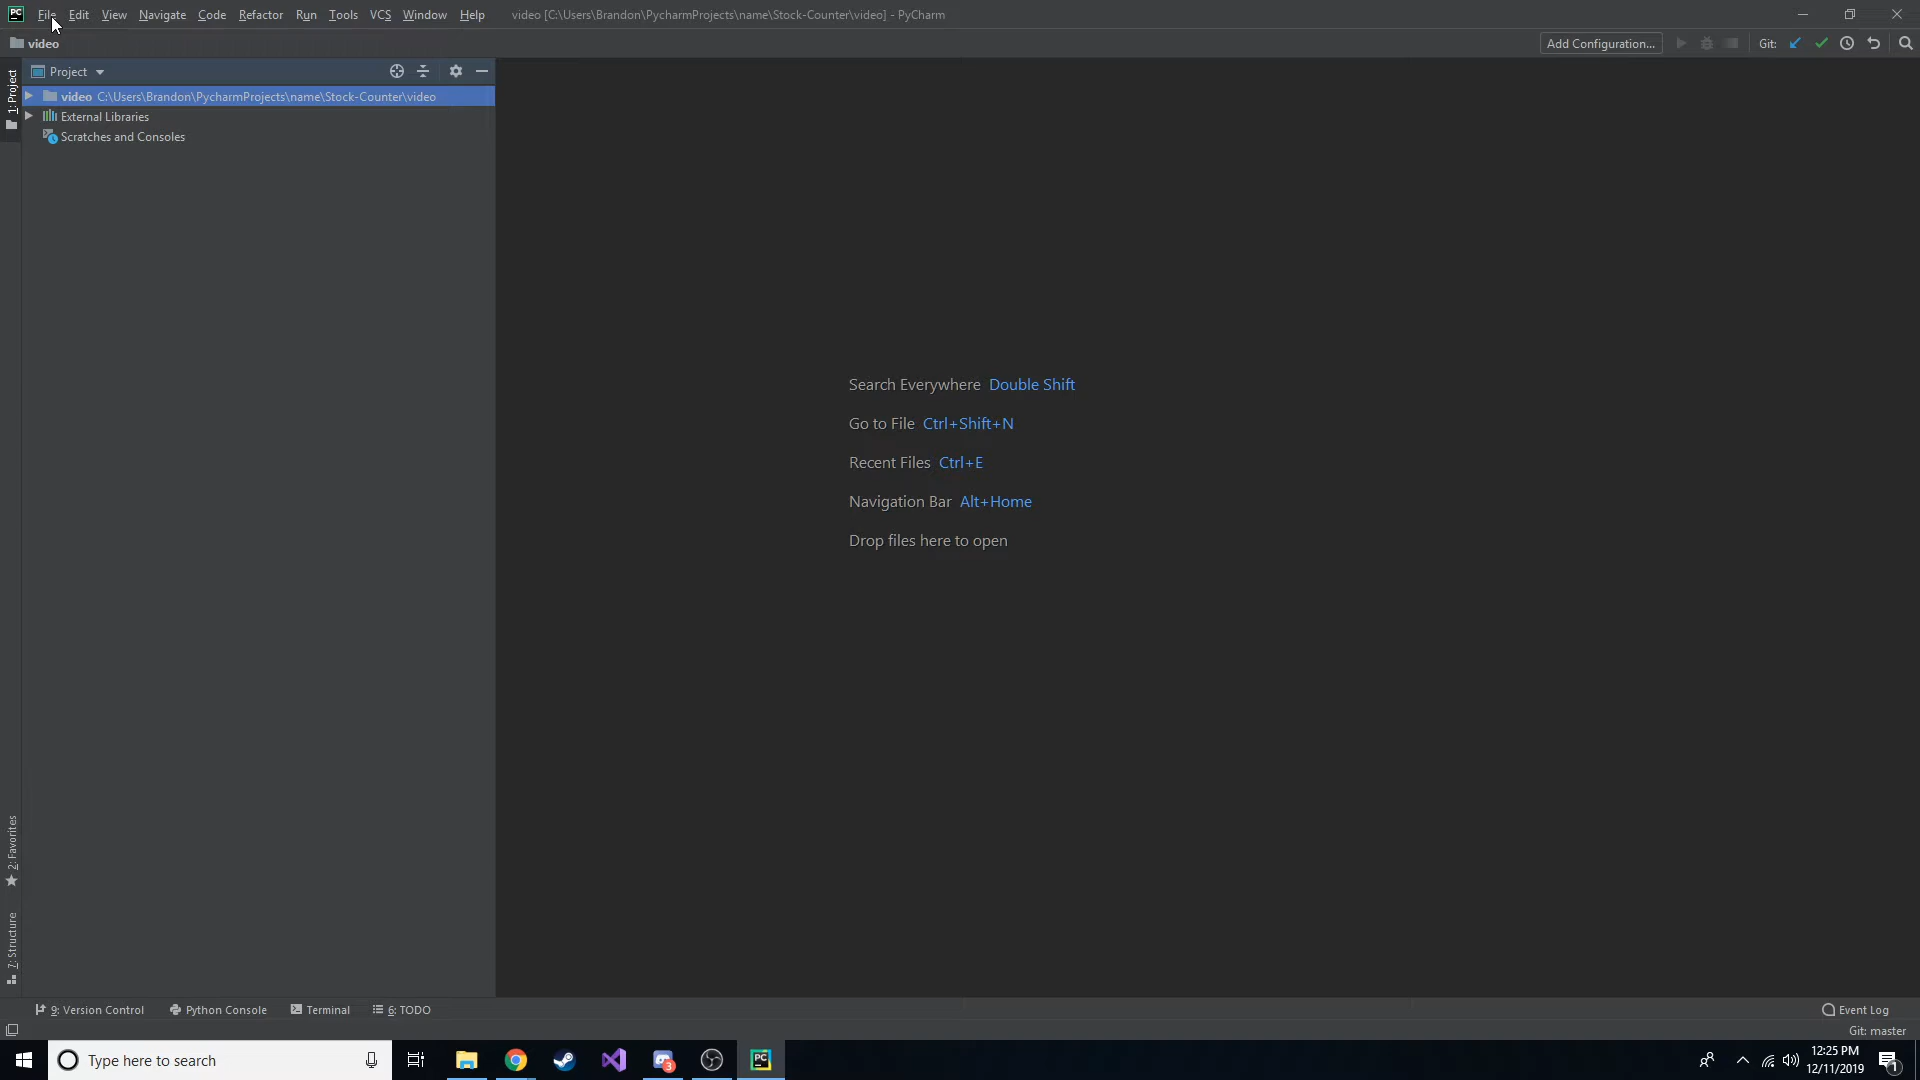 File Edit View Navigate Code Refactor Run Tools VCS Window Help video [C:\Users\Brandon\PycharmProjects\name\Stock-Counter\video] - PyCharm
video Add Configuration... Git:
Project
video C:\Users\Brandon\PycharmProjects\name\Stock-Counter\video
External Libraries
Scratches and Consoles
1: Project
Search Everywhere Double Shift
Go to File Ctrl+Shift+N
Recent Files Ctrl+E
Navigation Bar Alt+Home
Drop files here to open
2: Favorites
7: Structure
9: Version Control Python Console Terminal 6: TODO Event Log
Git: master
Type here to search 3 PC 12:25 PM
12/11/2019 1